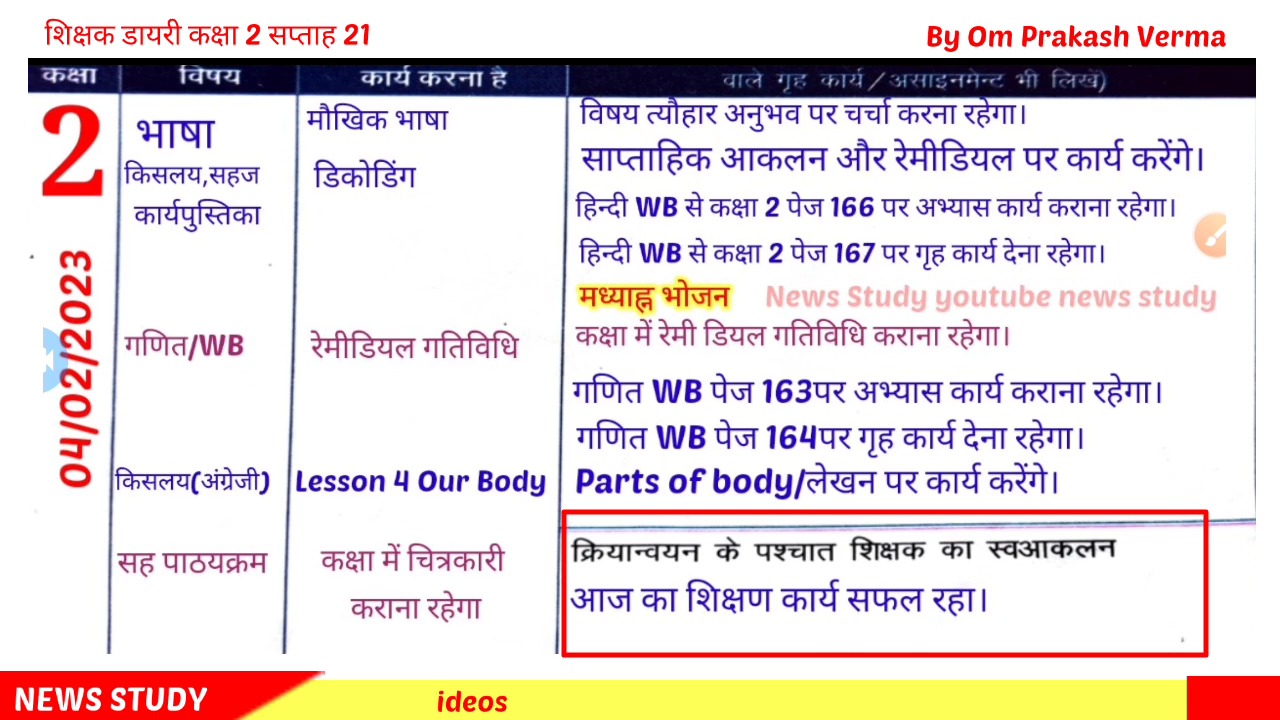 शिक्षक डायरी कक्षा 2 सप्ताह 21
By Om Prakash Verma
कक्षा विषय कार्य करना है वाले गृह कार्य/असाइनमेन्ट भी लिखें)
2 भाषा मौखिक भाषा विषय त्यौहार अनुभव पर चर्चा करना रहेगा।
किसलय,सहज डिकोडिंग साप्ताहिक आकलन और रेमीडियल पर कार्य करेंगे।
कार्यपुस्तिका हिन्दी WB से कक्षा 2 पेज 166 पर अभ्यास कार्य कराना रहेगा।
हिन्दी WB से कक्षा 2 पेज 167 पर गृह कार्य देना रहेगा।
04/02/2023
मध्याह्न भोजन News Study youtube news study
गणित/WB रेमीडियल गतिविधि कक्षा में रेमी डियल गतिविधि कराना रहेगा।
गणित WB पेज 163पर अभ्यास कार्य कराना रहेगा।
गणित WB पेज 164पर गृह कार्य देना रहेगा।
किसलय(अंग्रेजी) Lesson 4 Our Body Parts of body/लेखन पर कार्य करेंगे।
सह पाठयक्रम कक्षा में चित्रकारी क्रियान्वयन के पश्चात शिक्षक का स्वआकलन
कराना रहेगा आज का शिक्षण कार्य सफल रहा।
NEWS STUDY ideos